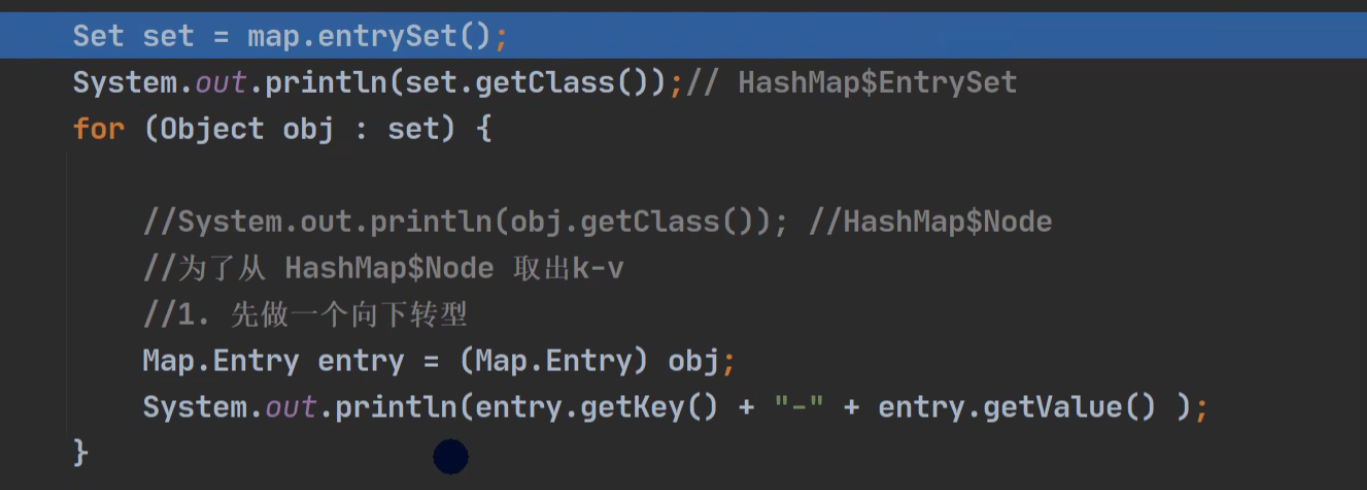 Set set = map.entrySet();
System.out.println(set.getClass());// HashMap$EntrySet
for (Object obj : set) {
//System.out.println(obj.getClass()); //HashMap$Node
//为了从 HashMap$Node 取出k-v
//1. 先做一个向下转型
Map.Entry entry = (Map.Entry) obj;
System.out.println(entry.getKey() + "-" + entry.getValue() );
}